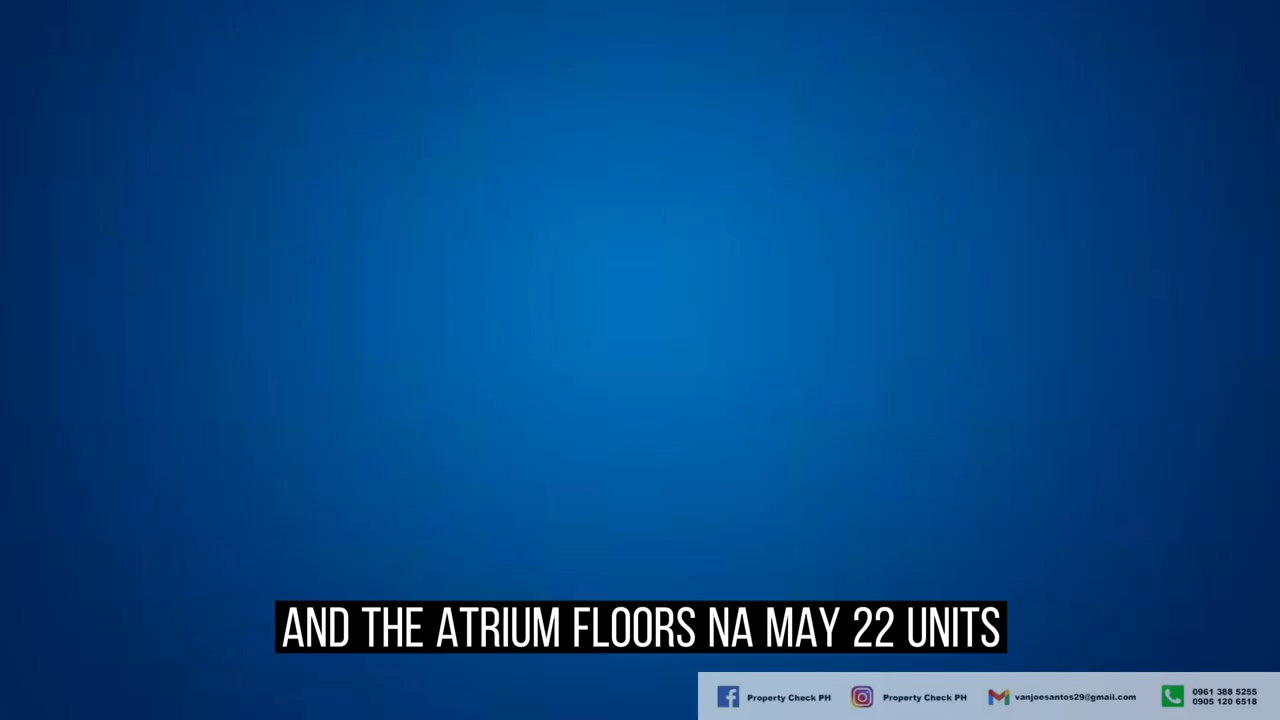 AND THE ATRIUM FLOORS NA MAY 22 UNITS
Property Check PH
Property Check PH
vanjoesantos29@gmail.com
0961 388 5255
0905 120 6518